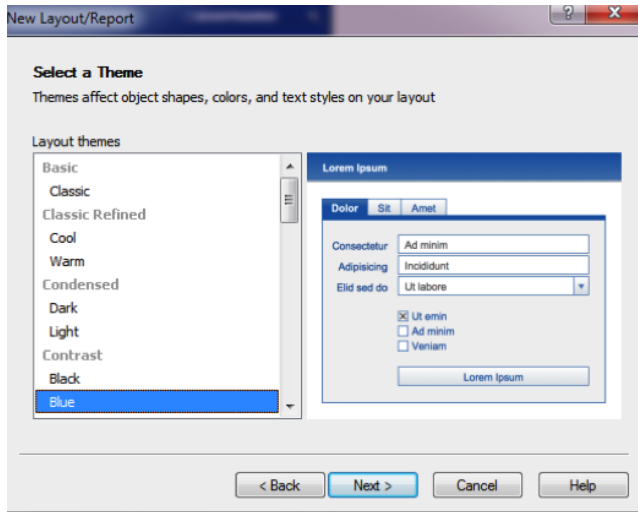 New Layout/Report
Select a Theme
Themes affect object shapes, colors, and text styles on your layout
Layout themes
Basic
Classic
Classic Refined
Cool
Warm
Condensed
Dark
Light
Contrast
Black
Blue
Lorem Ipsum
Dolor Sit Amet
Consectetur Ad minim
Adipisicing Incididunt
Elid sed do Ut labore
Ut emin
Ad minim
Veniam
Lorem Ipsum
< Back Next > Cancel Help